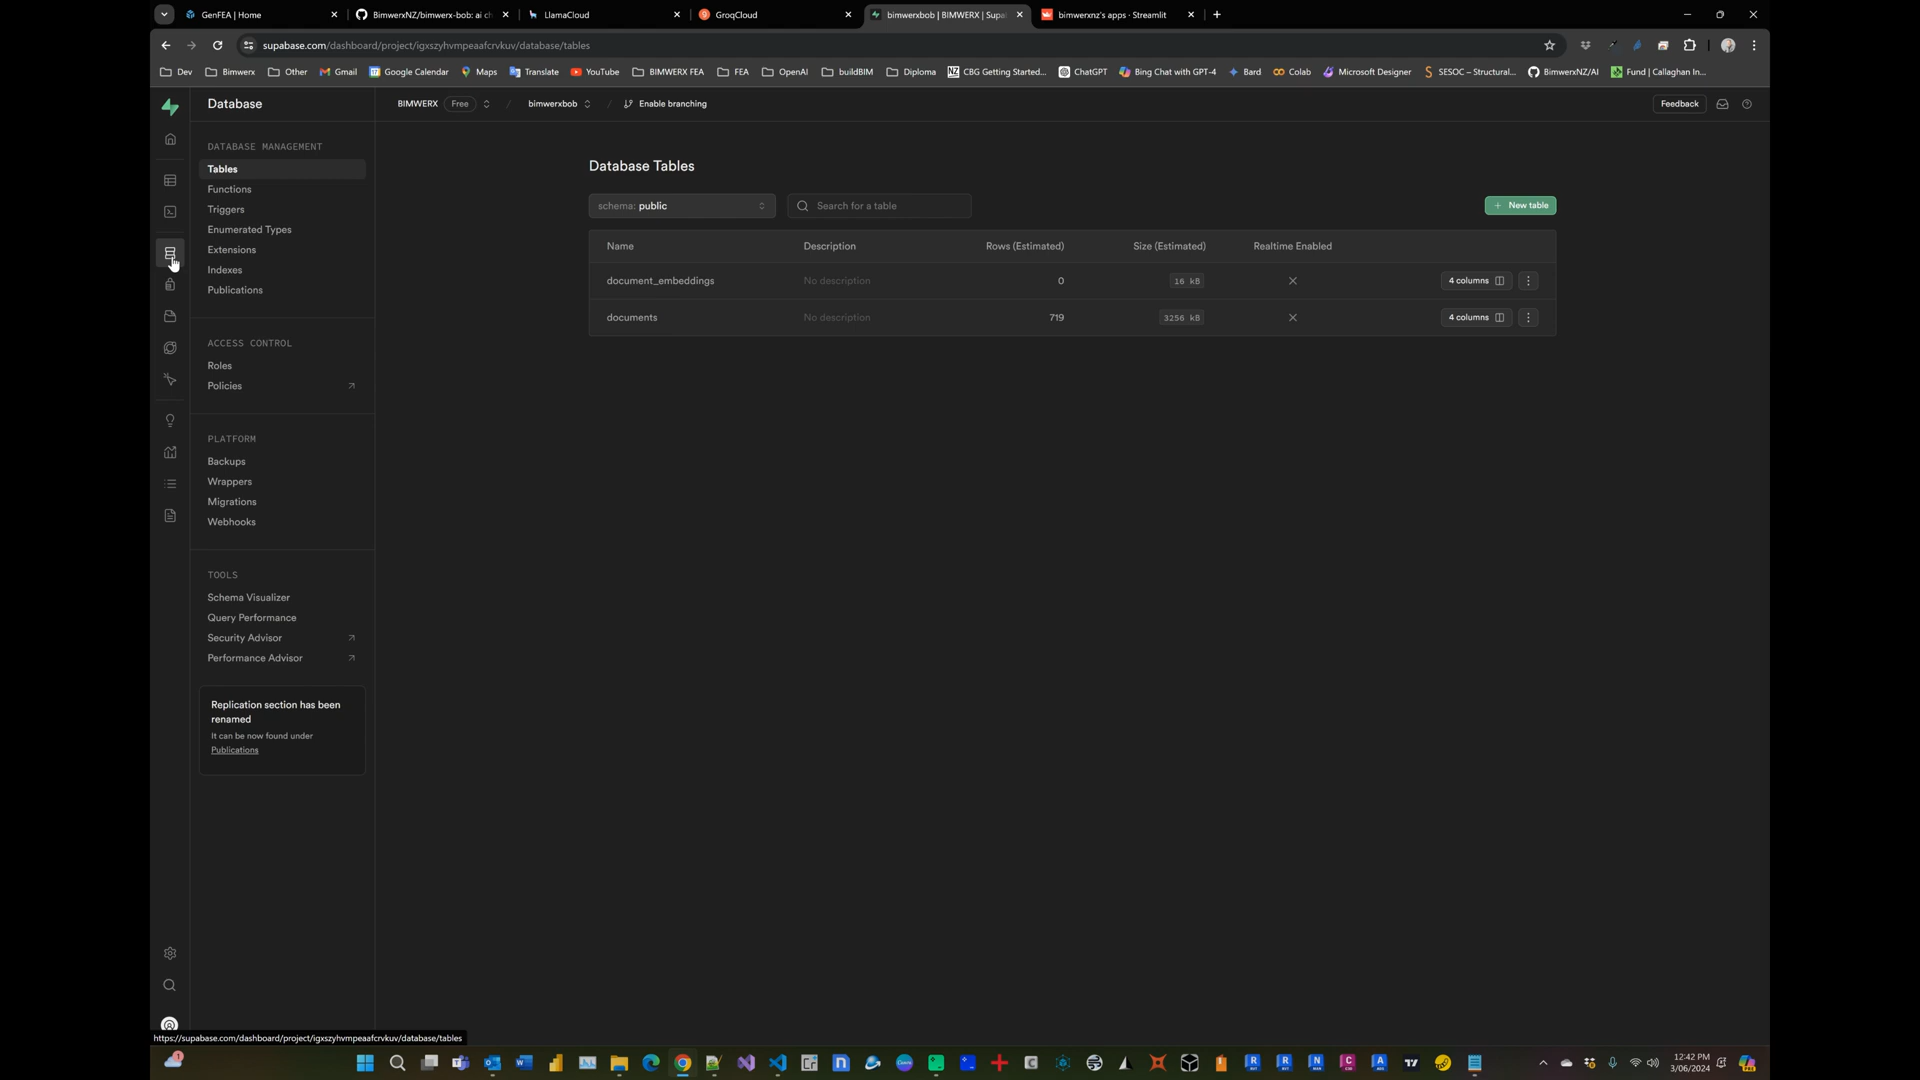 GenFEA | Home
BimwerxNZ/bimwerx-bob: ai ch
LlamaCloud
GroqCloud
bimwerxbob | BIMWERX | Supa
bimwerxnz's apps · Streamlit
supabase.com/dashboard/project/igxszyhvmpeaafcrvkuv/database/tables
Dev
Bimwerx
Other
Gmail
Google Calendar
Maps
Translate
YouTube
BIMWERX FEA
FEA
OpenAI
buildBIM
Diploma
CBG Getting Started...
ChatGPT
Bing Chat with GPT-4
Bard
Colab
Microsoft Designer
SESOC – Structural...
BimwerxNZ/AI
Fund | Callaghan In...
Database
BIMWERX Free / bimwerxbob / Enable branching
Feedback
DATABASE MANAGEMENT
Tables
Functions
Triggers
Enumerated Types
Extensions
Indexes
Publications
ACCESS CONTROL
Roles
Policies
PLATFORM
Backups
Wrappers
Migrations
Webhooks
TOOLS
Schema Visualizer
Query Performance
Security Advisor
Performance Advisor
Replication section has been
renamed
It can be now found under
Publications
Database Tables
schema: public
Search for a table
+ New table
Name Description Rows (Estimated) Size (Estimated) Realtime Enabled
document_embeddings No description 0 16 kB 4 columns
documents No description 719 3256 kB 4 columns
https://supabase.com/dashboard/project/igxszyhvmpeaafcrvkuv/database/tables
12:42 PM
3/06/2024